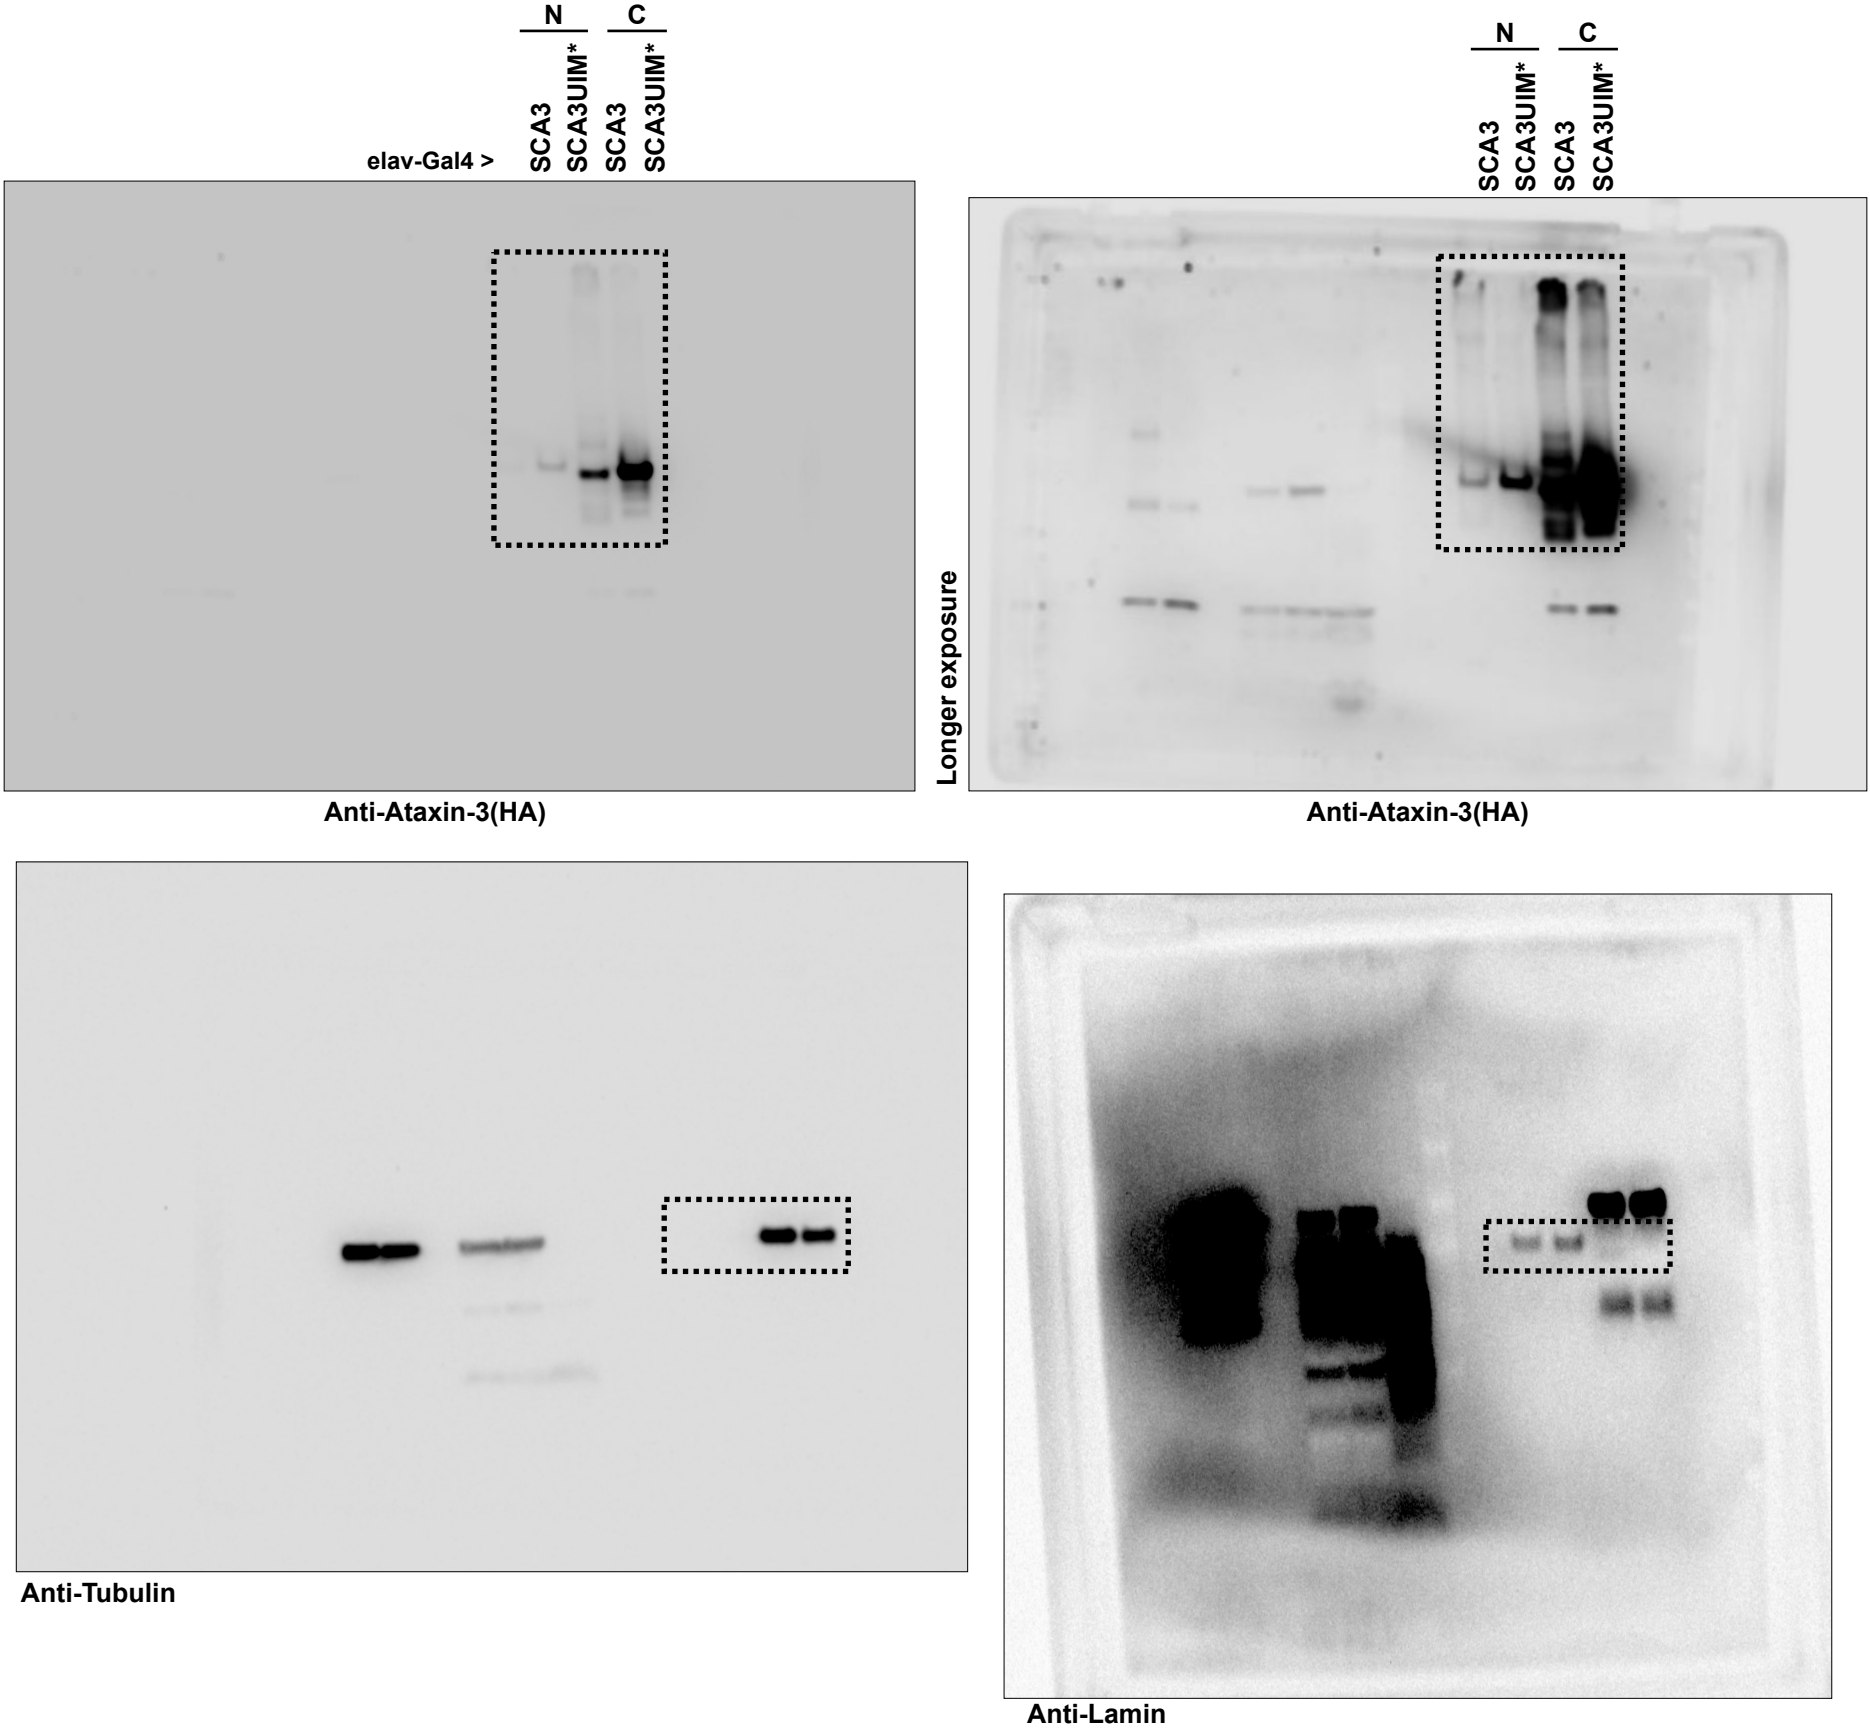 N C
SCA3
SCA3UIM*
SCA3
SCA3UIM*
elav-Gal4 >
Anti-Ataxin-3(HA)
N C
SCA3
SCA3UIM*
SCA3
SCA3UIM*
Longer exposure
Anti-Ataxin-3(HA)
Anti-Tubulin
Anti-Lamin